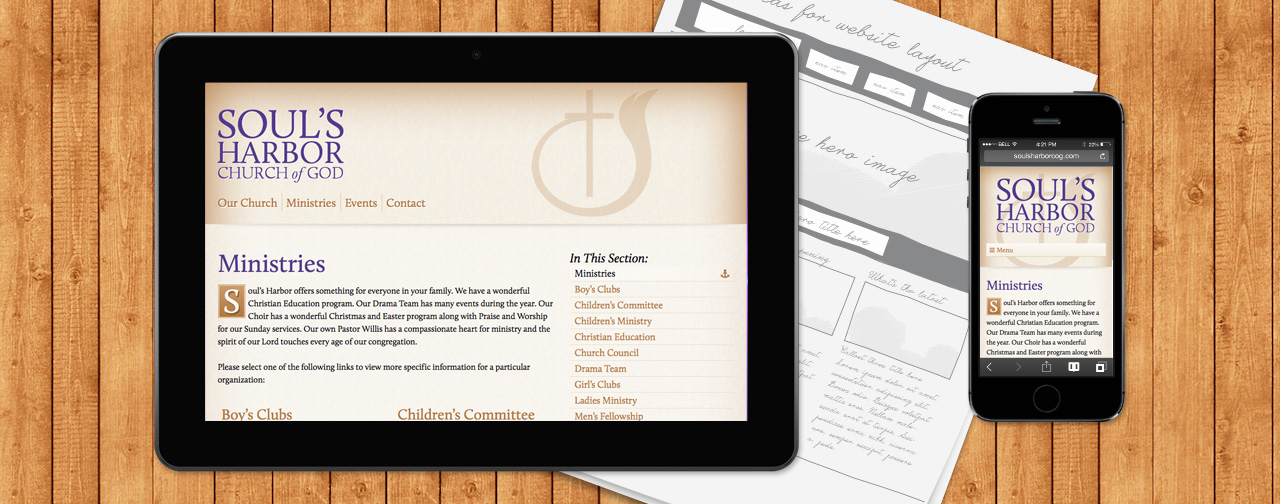 SOUL'S
HARBOR
CHURCH of GOD
Our Church
Ministries
Events
Contact
Ministries
Soul's Harbor offers something for everyone in your family. We have a wonderful
Christian Education program. Our Drama Team has many events during the year. Our
Choir has a wonderful Christmas and Easter program along with Praise and Worship
for our Sunday services. Our own Pastor Willis has a compassionate heart for ministry and the
spirit of our Lord touches every age of our congregation.
Please select one of the following links to view more specific information for a particular
organization:
Boy's Clubs
Children's Committee
In This Section:
Ministries
Boy's Clubs
Children's Committee
Children's Ministry
Christian Education
Church Council
Drama Team
Girl's Clubs
Ladies Ministry
Men's Fellowship
for website layout
nav item
nav item
nav item
hero image
title here
What's the latest
BELL
4:21 PM
22%
soulsharborcog.com
SOUL'S
HARBOR
CHURCH of GOD
Menu
Ministries
Soul's Harbor offers something for
everyone in your family. We have a
wonderful Christian Education program.
Our Drama Team has many events during
the year. Our Choir has a wonderful
Christmas and Easter program along with